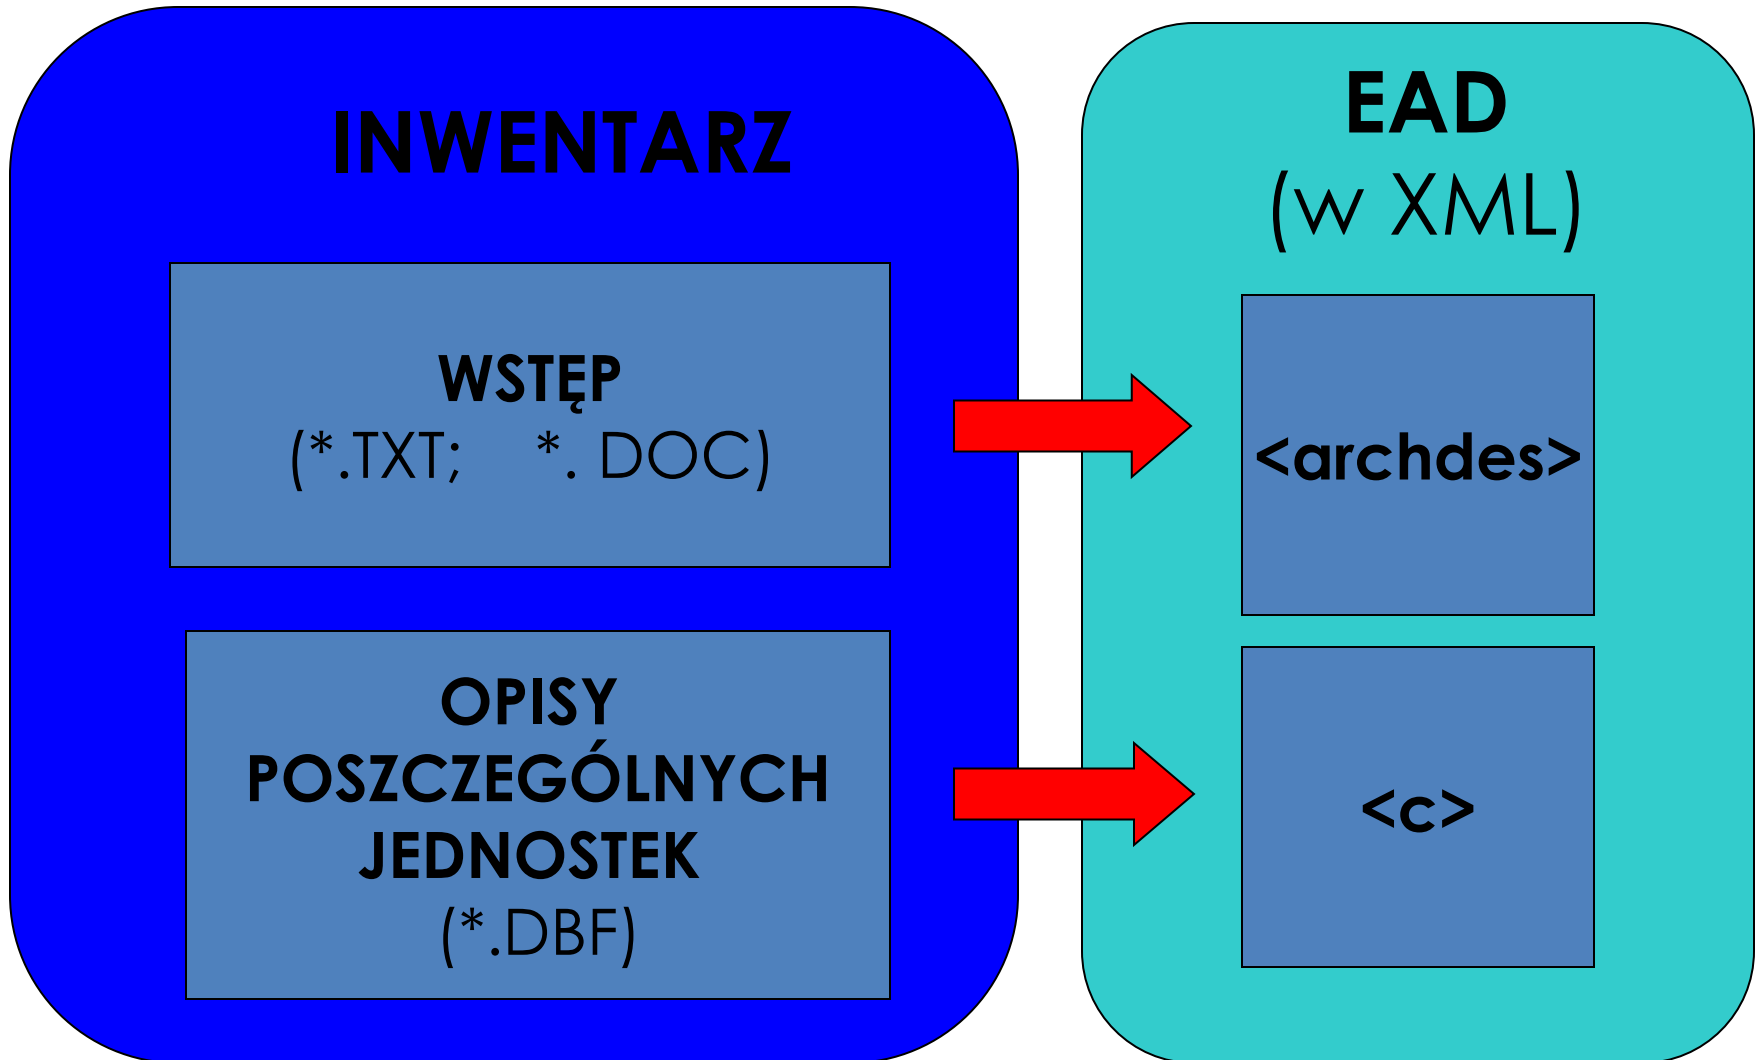 INWENTARZ
WSTĘP
(*.TXT; *. DOC)
OPISY
POSZCZEGÓLNYCH
JEDNOSTEK
(*.DBF)
EAD
(w XML)
<archdes>
<c>